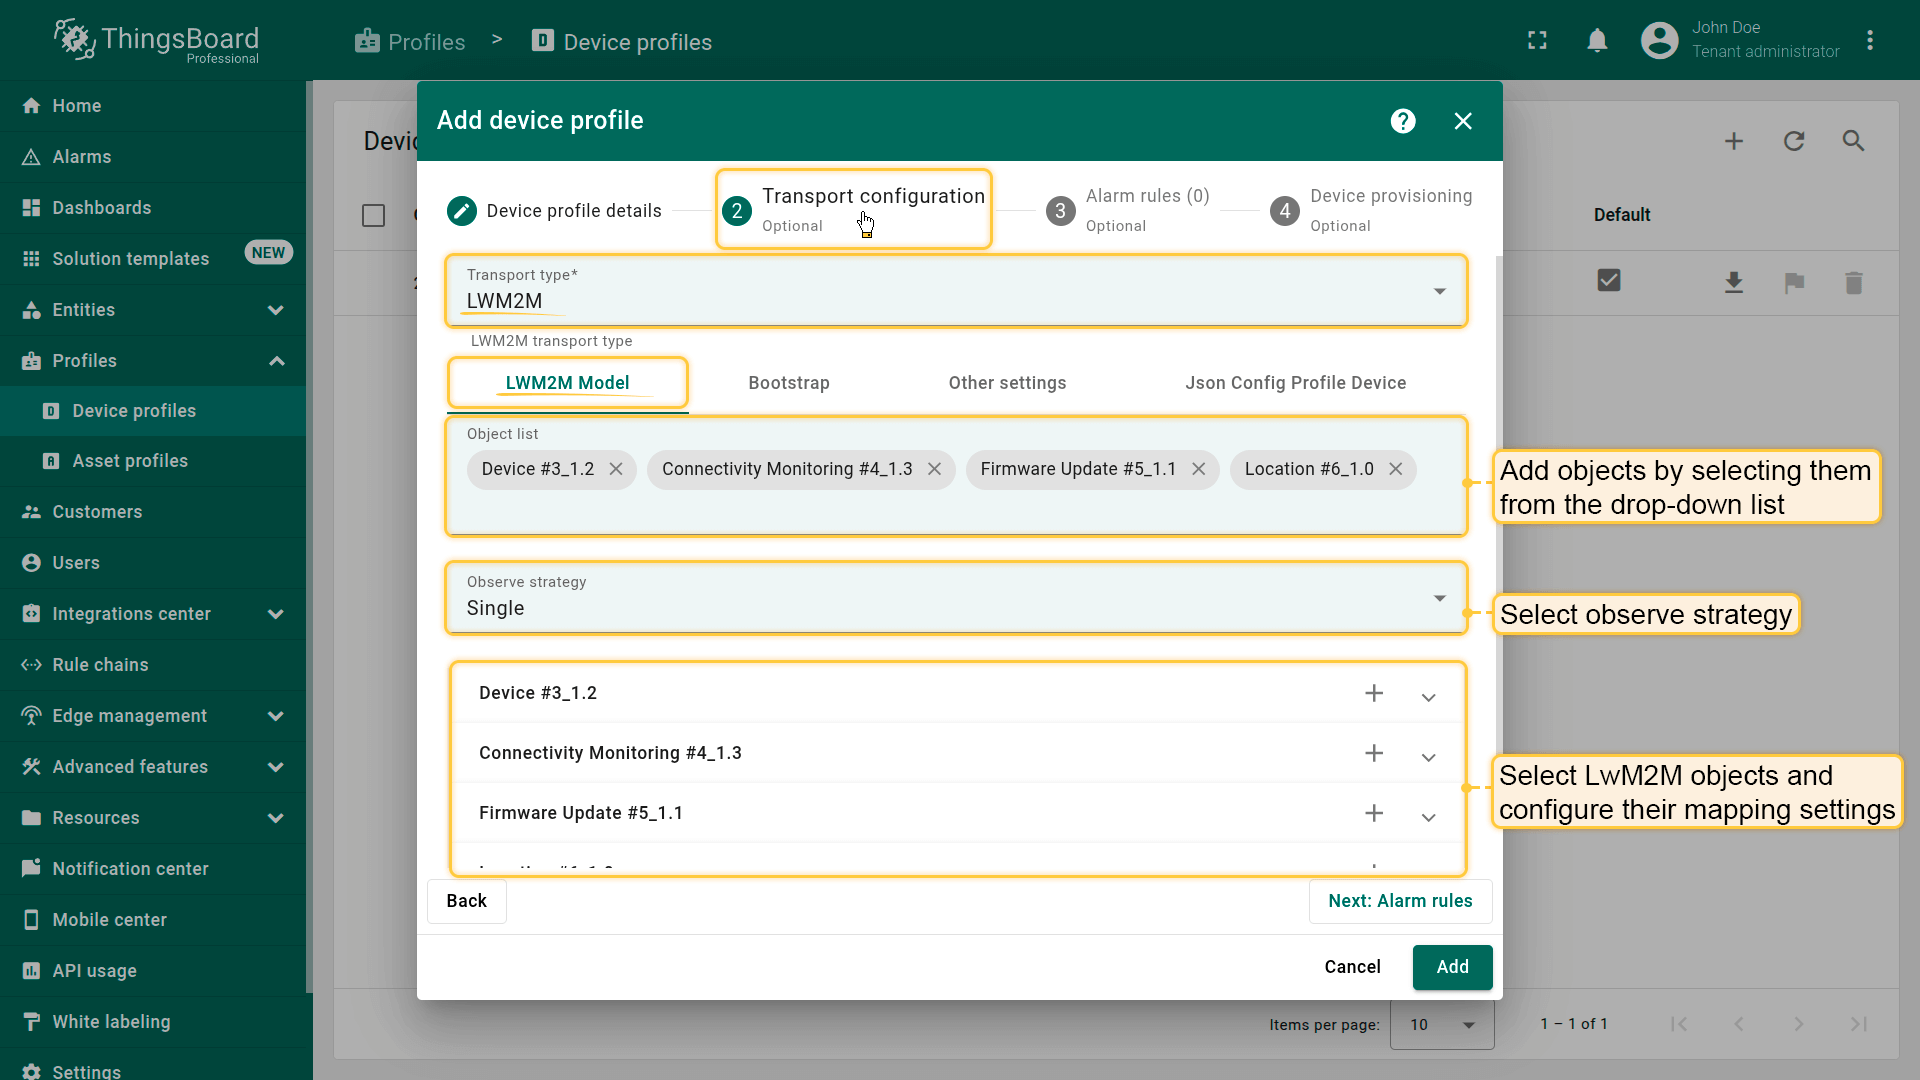 ThingsBoard
Professional
Profiles > Device profiles
John Doe
Tenant administrator
Home
Alarms
Dashboards
Solution templates NEW
Entities
Profiles
Device profiles
Asset profiles
Customers
Users
Integrations center
Rule chains
Edge management
Advanced features
Resources
Notification center
Mobile center
API usage
White labeling
Settings
Default
Add device profile
Device profile details
2 Transport configuration
Optional
3 Alarm rules (0)
Optional
4 Device provisioning
Optional
Transport type*
LWM2M
LWM2M transport type
LWM2M Model Bootstrap Other settings Json Config Profile Device
Object list
Device #3_1.2 Connectivity Monitoring #4_1.3 Firmware Update #5_1.1 Location #6_1.0
Add objects by selecting them
from the drop-down list
Observe strategy
Single
Select observe strategy
Device #3_1.2
Connectivity Monitoring #4_1.3
Firmware Update #5_1.1
Select LwM2M objects and
configure their mapping settings
Back
Next: Alarm rules
Cancel Add
Items per page: 10 1 – 1 of 1